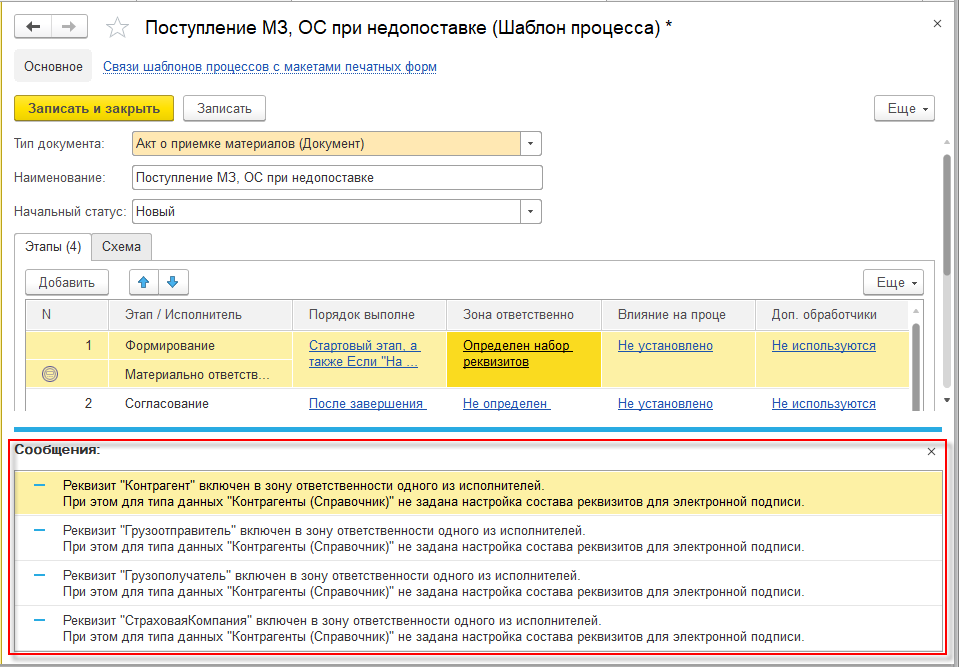 Поступление МЗ, ОС при недопоставке (Шаблон процесса) *
Основное Связи шаблонов процессов с макетами печатных форм
Записать и закрыть Записать Еще
Тип документа: Акт о приемке материалов (Документ)
Наименование: Поступление МЗ, ОС при недопоставке
Начальный статус: Новый
Этапы (4) Схема
Добавить Еще
N Этап / Исполнитель Порядок выполне Зона ответственно Влияние на проце Доп. обработчики
1 Формирование Стартовый этап, а Определен набор Не установлено Не используются
также Если "На ... реквизитов
Материально ответств...
2 Согласование После завершения Не определен Не установлено Не используются
Сообщения:
Реквизит "Контрагент" включен в зону ответственности одного из исполнителей.
При этом для типа данных "Контрагенты (Справочник)" не задана настройка состава реквизитов для электронной подписи.
Реквизит "Грузоотправитель" включен в зону ответственности одного из исполнителей.
При этом для типа данных "Контрагенты (Справочник)" не задана настройка состава реквизитов для электронной подписи.
Реквизит "Грузополучатель" включен в зону ответственности одного из исполнителей.
При этом для типа данных "Контрагенты (Справочник)" не задана настройка состава реквизитов для электронной подписи.
Реквизит "СтраховаяКомпания" включен в зону ответственности одного из исполнителей.
При этом для типа данных "Контрагенты (Справочник)" не задана настройка состава реквизитов для электронной подписи.